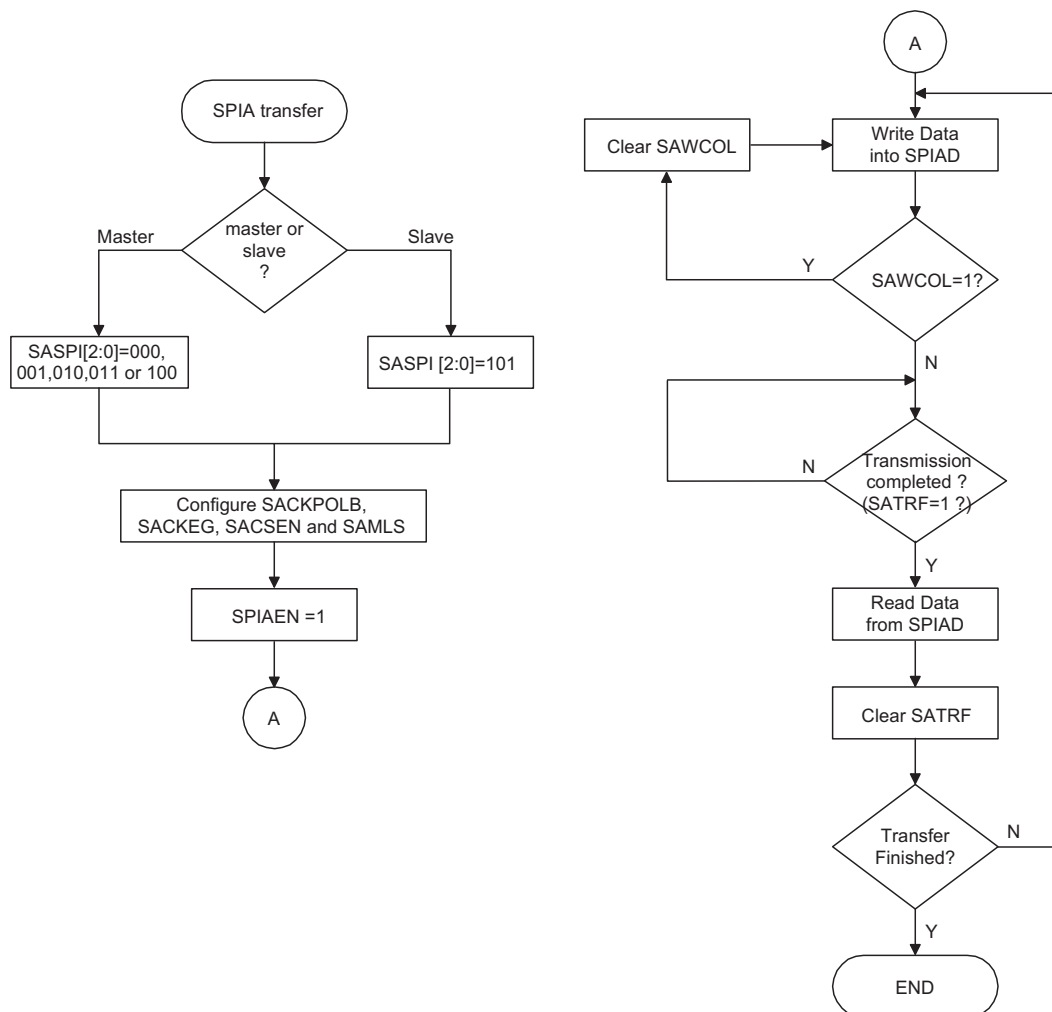 SPIA transfer
master or
slave
?
Master
Slave
SASPI[2:0]=000,
001,010,011 or 100
SASPI [2:0]=101
Configure SACKPOLB,
SACKEG, SACSEN and SAMLS
SPIAEN =1
A
A
Write Data
into SPIAD
Clear SAWCOL
SAWCOL=1?
Y
N
Transmission
completed ?
(SATRF=1 ?)
N
Y
Read Data
from SPIAD
Clear SATRF
Transfer
Finished?
N
Y
END